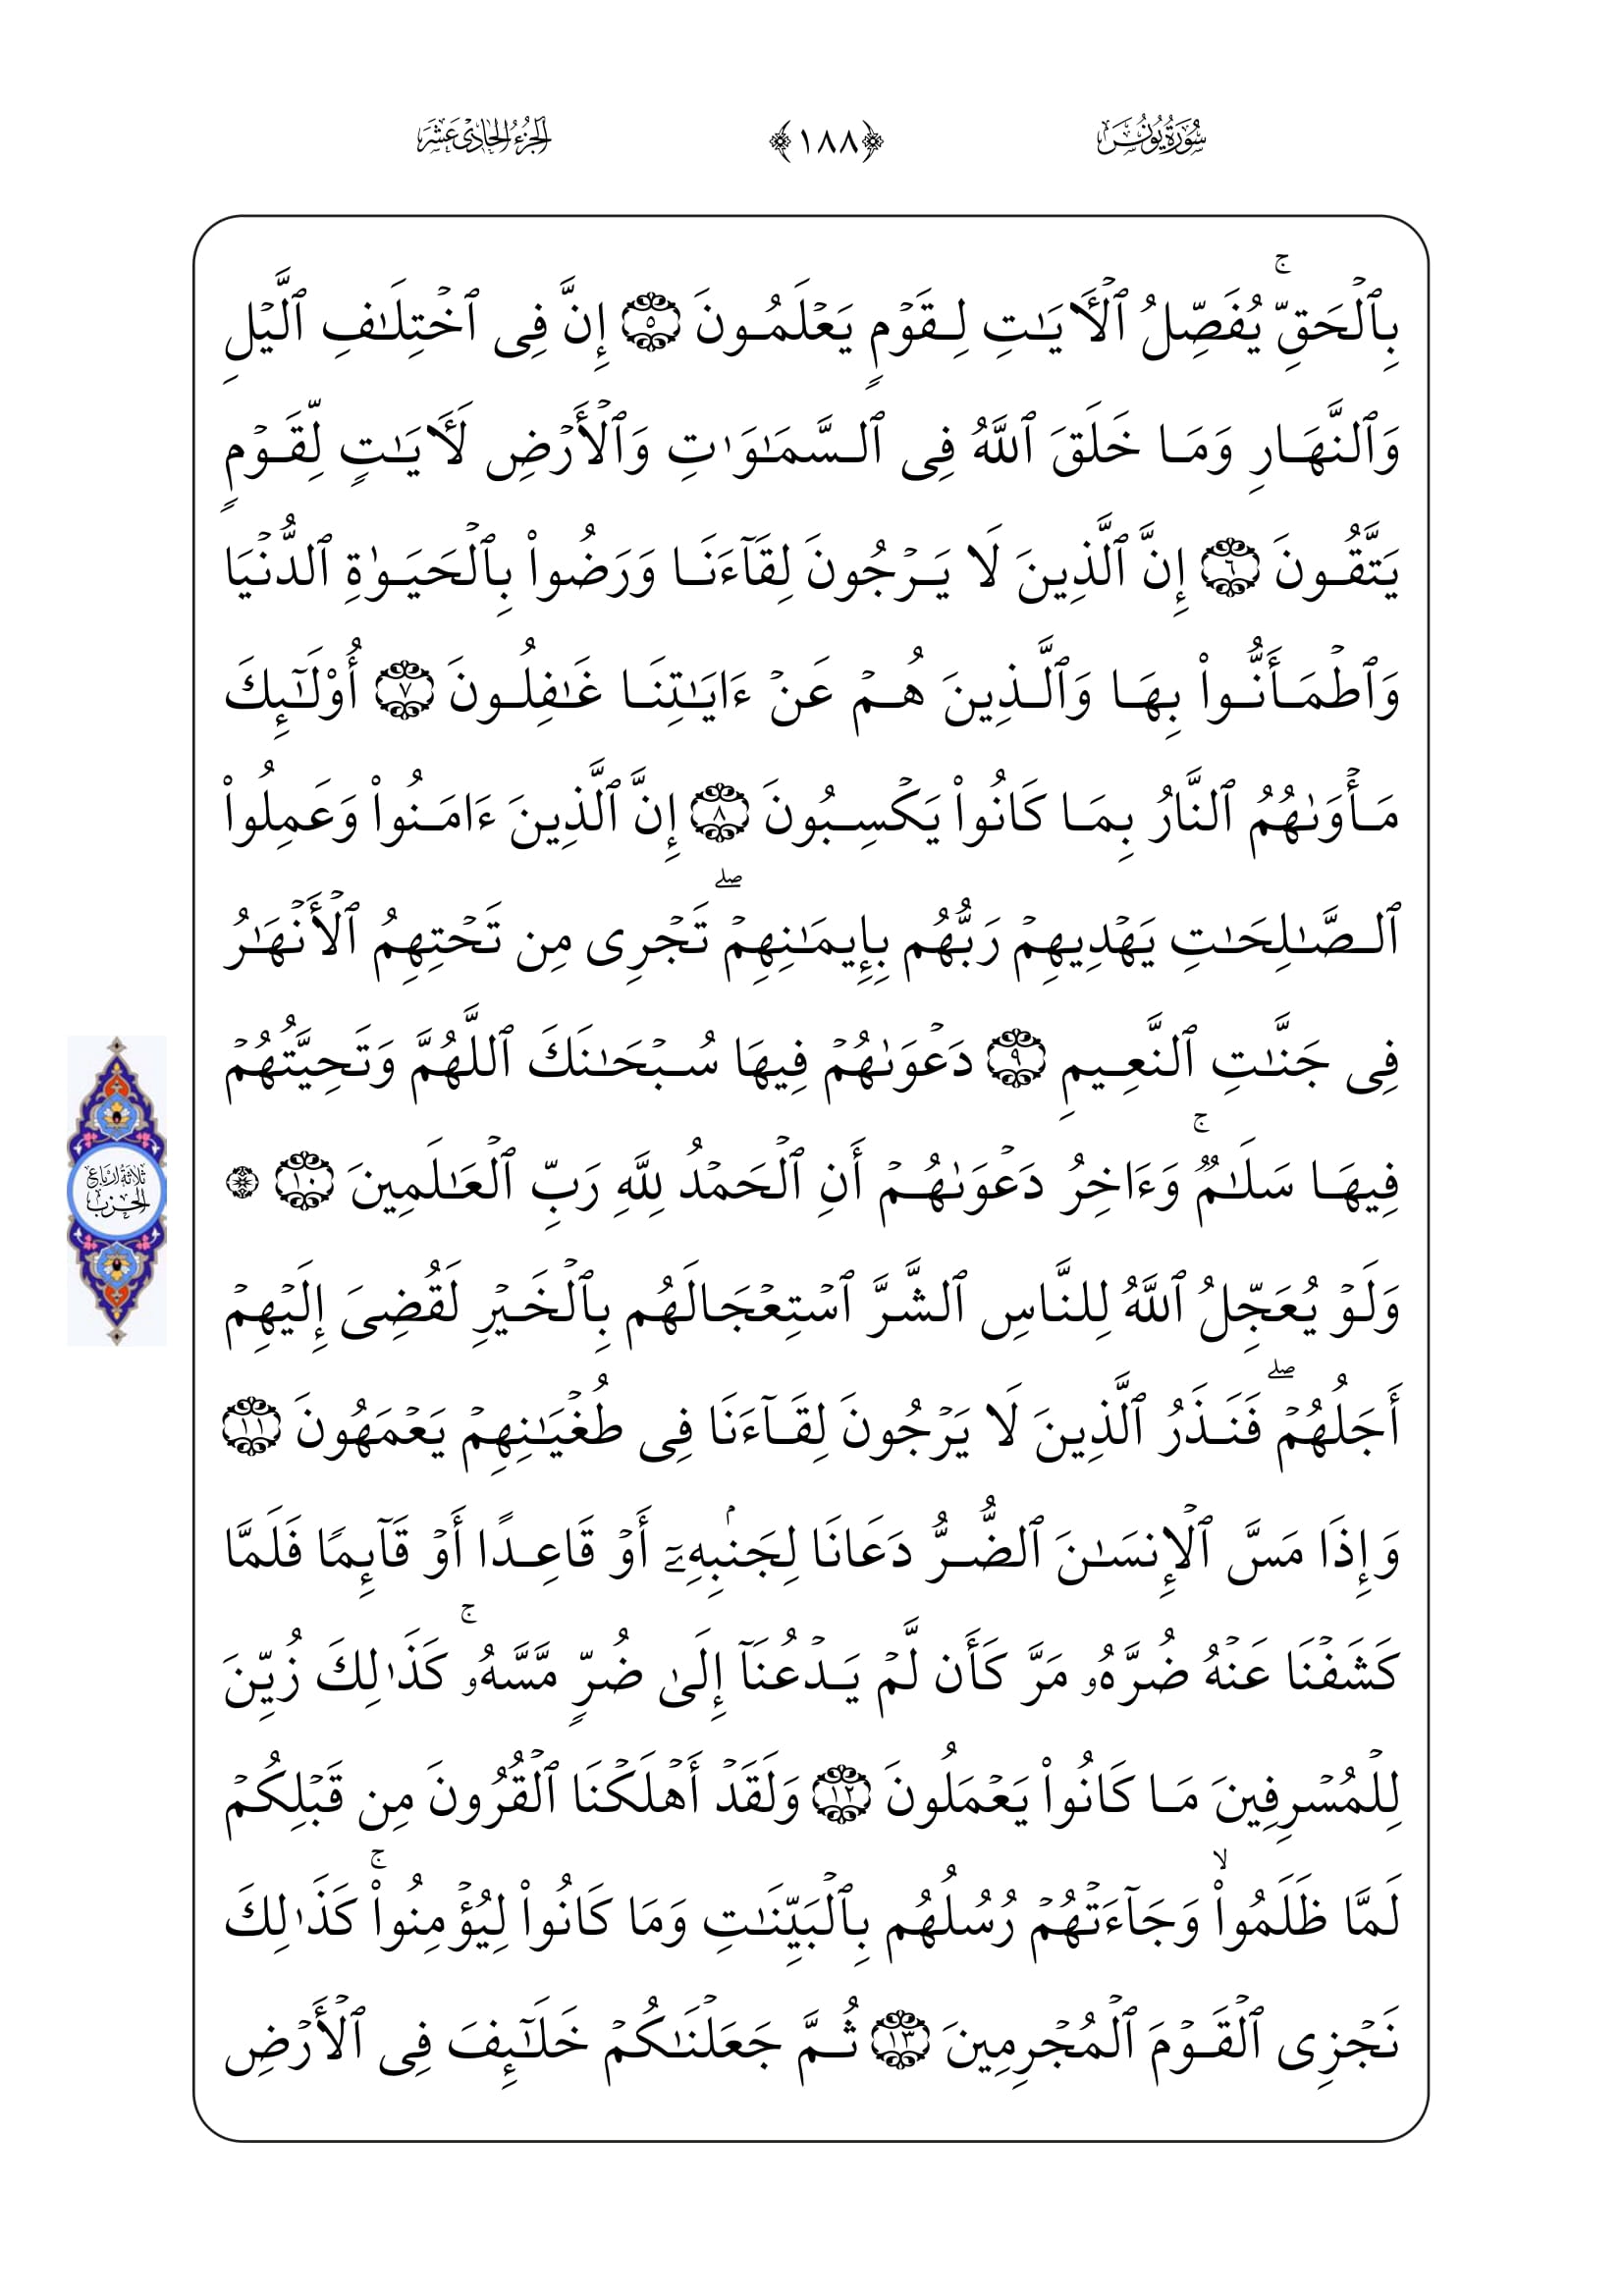 سُورَةُ يُونُسَ ﴿١٨٨﴾ الجُزْءُ الحَادِي عَشَرَ
بِٱلۡحَقِّۚ يُفَصِّلُ ٱلۡأٓيَٰتِ لِقَوۡمٖ يَعۡلَمُونَ ٥ إِنَّ فِي ٱخۡتِلَٰفِ ٱلَّيۡلِ
وَٱلنَّهَارِ وَمَا خَلَقَ ٱللَّهُ فِي ٱلسَّمَٰوَٰتِ وَٱلۡأَرۡضِ لَأٓيَٰتٖ لِّقَوۡمٖ
يَتَّقُونَ ٦ إِنَّ ٱلَّذِينَ لَا يَرۡجُونَ لِقَآءَنَا وَرَضُواْ بِٱلۡحَيَوٰةِ ٱلدُّنۡيَا
وَٱطۡمَأَنُّواْ بِهَا وَٱلَّذِينَ هُمۡ عَنۡ ءَايَٰتِنَا غَٰفِلُونَ ٧ أُوْلَٰٓئِكَ
مَأۡوَىٰهُمُ ٱلنَّارُ بِمَا كَانُواْ يَكۡسِبُونَ ٨ إِنَّ ٱلَّذِينَ ءَامَنُواْ وَعَمِلُواْ
ٱلصَّٰلِحَٰتِ يَهۡدِيهِمۡ رَبُّهُم بِإِيمَٰنِهِمۡۖ تَجۡرِي مِن تَحۡتِهِمُ ٱلۡأَنۡهَٰرُ
فِي جَنَّٰتِ ٱلنَّعِيمِ ٩ دَعۡوَىٰهُمۡ فِيهَا سُبۡحَٰنَكَ ٱللَّهُمَّ وَتَحِيَّتُهُمۡ
فِيهَا سَلَٰمٞۚ وَءَاخِرُ دَعۡوَىٰهُمۡ أَنِ ٱلۡحَمۡدُ لِلَّهِ رَبِّ ٱلۡعَٰلَمِينَ ١٠ ۞
ثَلَاثَةُ أَرْبَاعِ
الحِزْب
وَلَوۡ يُعَجِّلُ ٱللَّهُ لِلنَّاسِ ٱلشَّرَّ ٱسۡتِعۡجَالَهُم بِٱلۡخَيۡرِ لَقُضِيَ إِلَيۡهِمۡ
أَجَلُهُمۡۖ فَنَذَرُ ٱلَّذِينَ لَا يَرۡجُونَ لِقَآءَنَا فِي طُغۡيَٰنِهِمۡ يَعۡمَهُونَ ١١
وَإِذَا مَسَّ ٱلۡإِنسَٰنَ ٱلضُّرُّ دَعَانَا لِجَنۢبِهِۦٓ أَوۡ قَاعِدًا أَوۡ قَآئِمٗا فَلَمَّا
كَشَفۡنَا عَنۡهُ ضُرَّهُۥ مَرَّ كَأَن لَّمۡ يَدۡعُنَآ إِلَىٰ ضُرّٖ مَّسَّهُۥۚ كَذَٰلِكَ زُيِّنَ
لِلۡمُسۡرِفِينَ مَا كَانُواْ يَعۡمَلُونَ ١٢ وَلَقَدۡ أَهۡلَكۡنَا ٱلۡقُرُونَ مِن قَبۡلِكُمۡ
لَمَّا ظَلَمُواْۙ وَجَآءَتۡهُمۡ رُسُلُهُم بِٱلۡبَيِّنَٰتِ وَمَا كَانُواْ لِيُؤۡمِنُواْۚ كَذَٰلِكَ
نَجۡزِي ٱلۡقَوۡمَ ٱلۡمُجۡرِمِينَ ١٣ ثُمَّ جَعَلۡنَٰكُمۡ خَلَٰٓئِفَ فِي ٱلۡأَرۡضِ